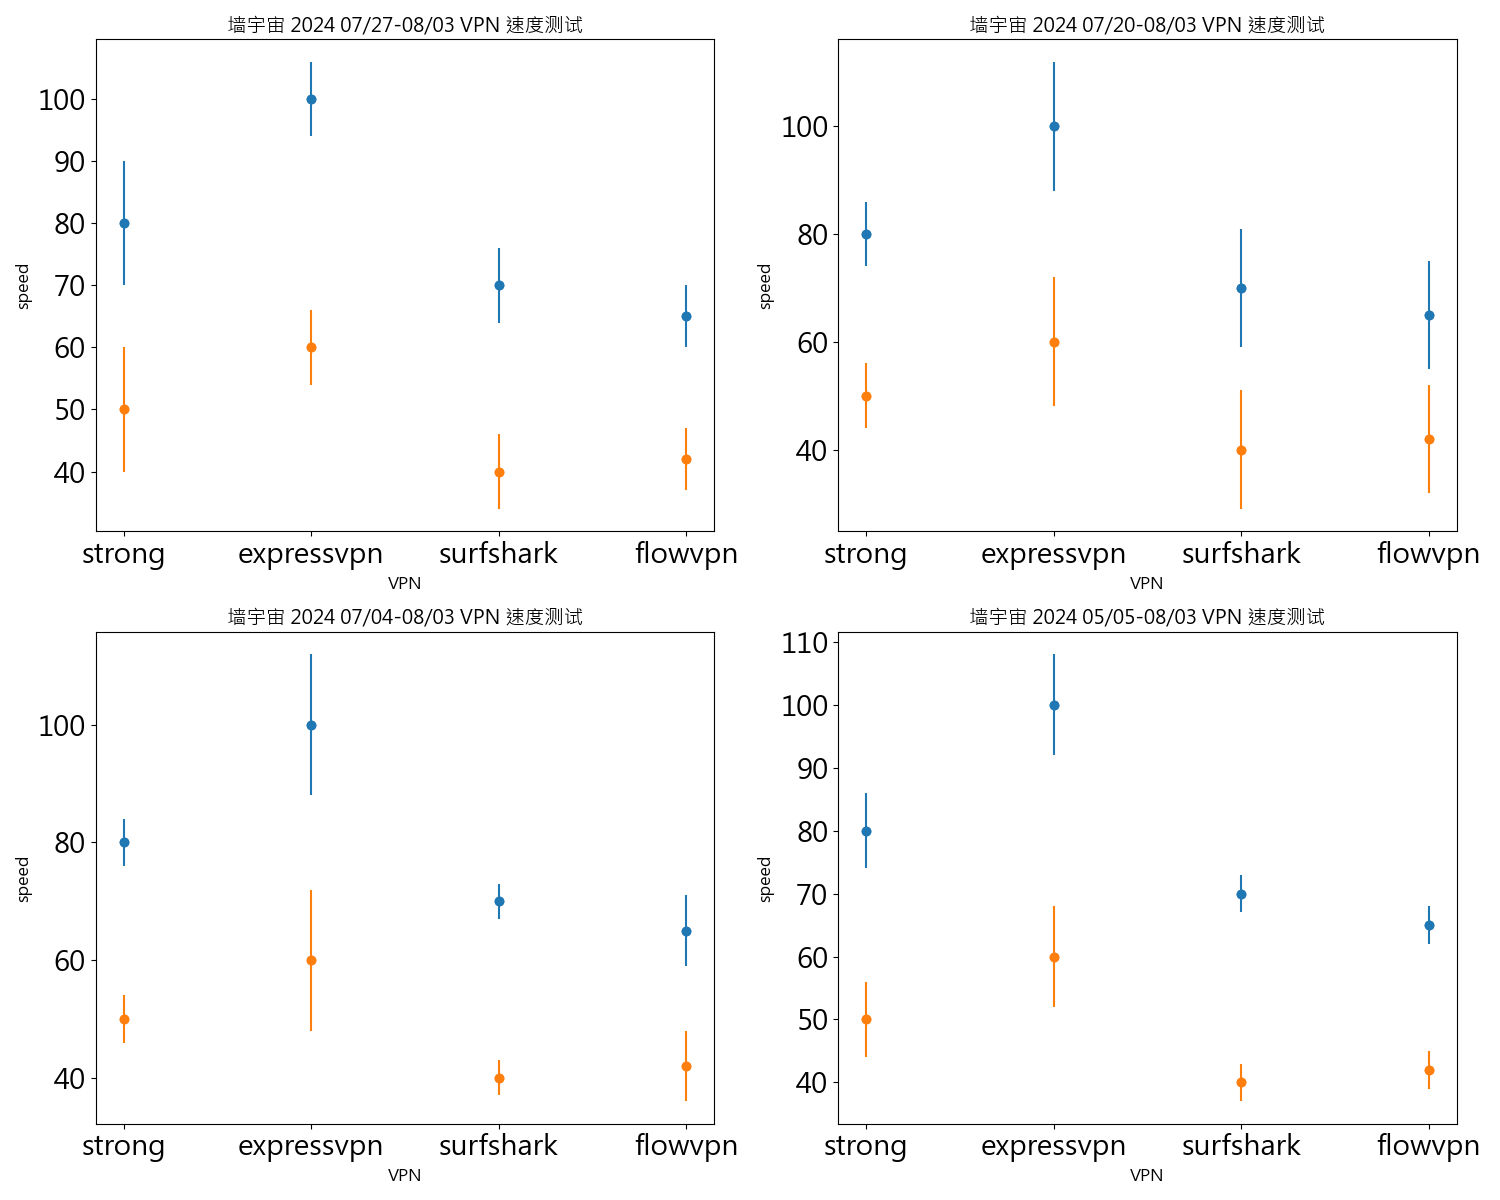 墙宇宙 2024 07/27-08/03 VPN 速度测试
speed
100
90
80
70
60
50
40
strong expressvpn surfshark flowvpn
VPN
墙宇宙 2024 07/20-08/03 VPN 速度测试
speed
100
80
60
40
strong expressvpn surfshark flowvpn
VPN
墙宇宙 2024 07/04-08/03 VPN 速度测试
speed
100
80
60
40
strong expressvpn surfshark flowvpn
VPN
墙宇宙 2024 05/05-08/03 VPN 速度测试
speed
110
100
90
80
70
60
50
40
strong expressvpn surfshark flowvpn
VPN